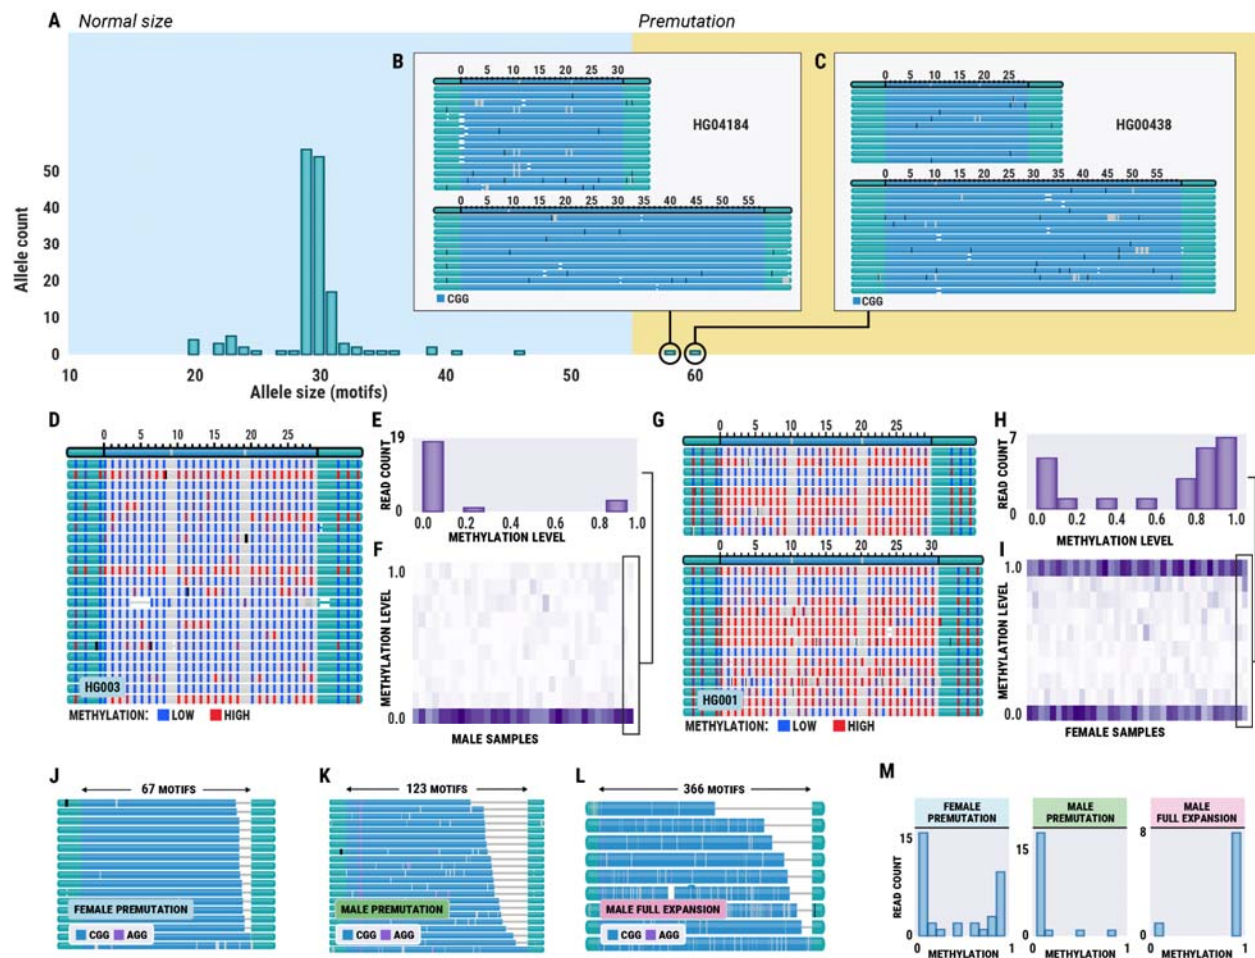 A
Normal size
Premutation
B
0 5 10 15 20 25 30
HG04184
0 5 10 15 20 25 30 35 40 45 50 55
CGG
C
0 5 10 15 20 25
HG00438
0 5 10 15 20 25 30 35 40 45 50 55
CGG
Allele count
50
40
30
20
10
0
10 20 30 40 50 60
Allele size (motifs)
D
0 5 10 15 20 25
HG003
METHYLATION: LOW HIGH
E
READ COUNT
19
0
0.0 0.2 0.4 0.6 0.8 1.0
METHYLATION LEVEL
F
METHYLATION LEVEL
1.0
0.0
MALE SAMPLES
G
0 5 10 15 20 25
0 5 10 15 20 25 30
HG001
METHYLATION: LOW HIGH
H
READ COUNT
7
0
0.0 0.2 0.4 0.6 0.8 1.0
METHYLATION LEVEL
I
METHYLATION LEVEL
1.0
0.0
FEMALE SAMPLES
J
67 MOTIFS
FEMALE PREMUTATION
CGG AGG
K
123 MOTIFS
MALE PREMUTATION
CGG AGG
L
366 MOTIFS
MALE FULL EXPANSION
CGG AGG
M
FEMALE
PREMUTATION
MALE
PREMUTATION
MALE
FULL EXPANSION
READ COUNT
15
0
0 1
METHYLATION
15
0
0 1
METHYLATION
8
0
0 1
METHYLATION